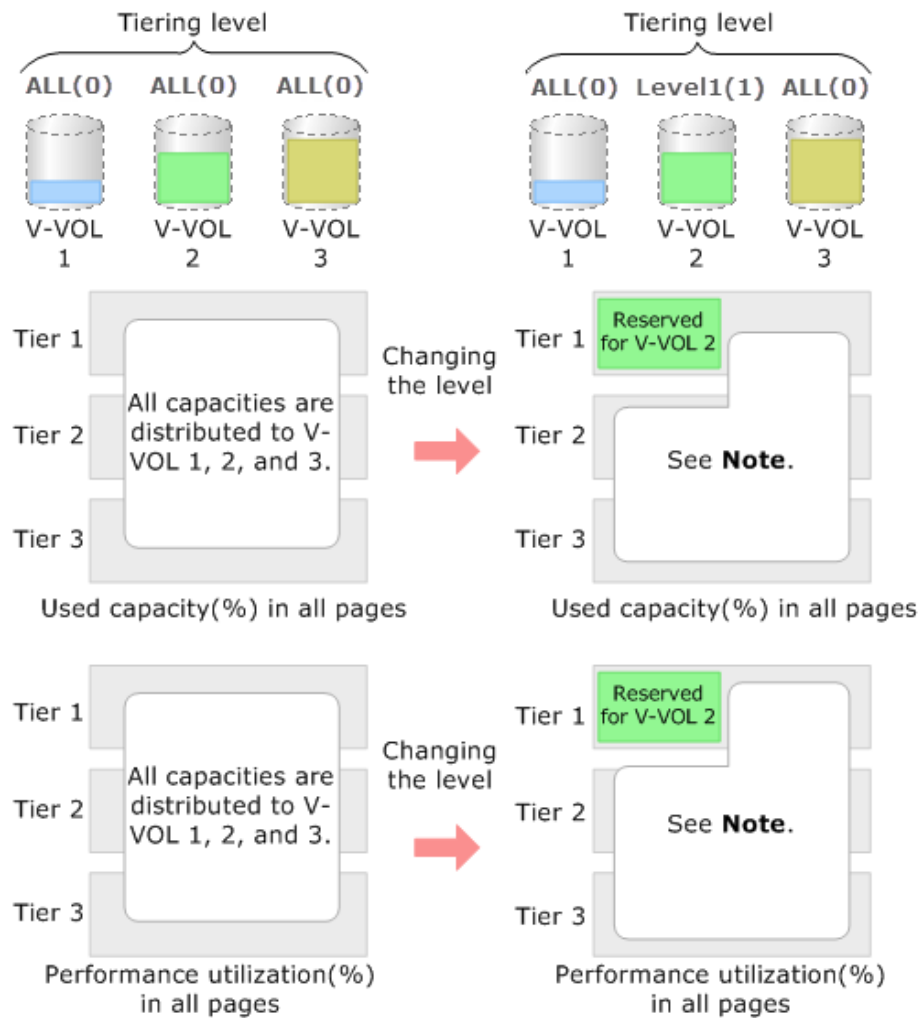 Tiering level
ALL(0) ALL(0) ALL(0)
V-VOL 1
V-VOL 2
V-VOL 3
Tier 1
Tier 2
Tier 3
All capacities are
distributed to V-
VOL 1, 2, and 3.
Used capacity(%) in all pages
Changing
the level
Tiering level
ALL(0) Level1(1) ALL(0)
V-VOL 1
V-VOL 2
V-VOL 3
Tier 1
Reserved
for V-VOL 2
Tier 2
See Note.
Tier 3
Used capacity(%) in all pages
Tier 1
Tier 2
Tier 3
All capacities are
distributed to V-
VOL 1, 2, and 3.
Performance utilization(%)
in all pages
Changing
the level
Tier 1
Reserved
for V-VOL 2
Tier 2
See Note.
Tier 3
Performance utilization(%)
in all pages